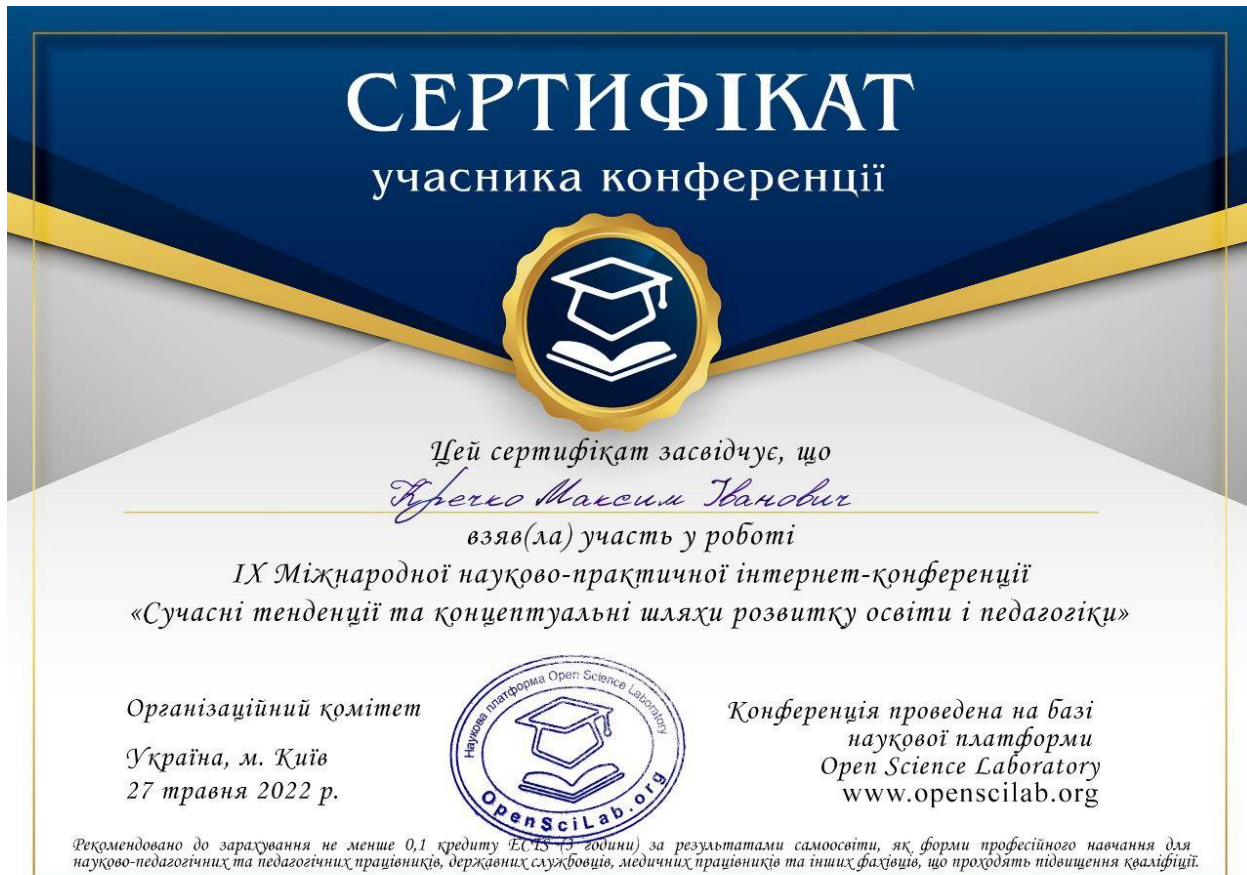 СЕРТИФІКАТ
учасника конференції
Цей сертифікат засвідчує, що
Кречко Максим Іванович
взяв(ла) участь у роботі
IX Міжнародної науково-практичної інтернет-конференції
«Сучасні тенденції та концептуальні шляхи розвитку освіти і педагогіки»
Організаційний комітет
Україна, м. Київ
27 травня 2022 р.
Наукова платформа Open Science Laboratory
OpenSciLab.org
Конференція проведена на базі
наукової платформи
Open Science Laboratory
www.openscilab.org
Рекомендовано до зарахування не менше 0,1 кредиту ЕСТS (3 години) за результатами самоосвіти, як форми професійного навчання для
науково-педагогічних та педагогічних працівників, державних службовців, медичних працівників та інших фахівців, що проходять підвищення кваліфіції.